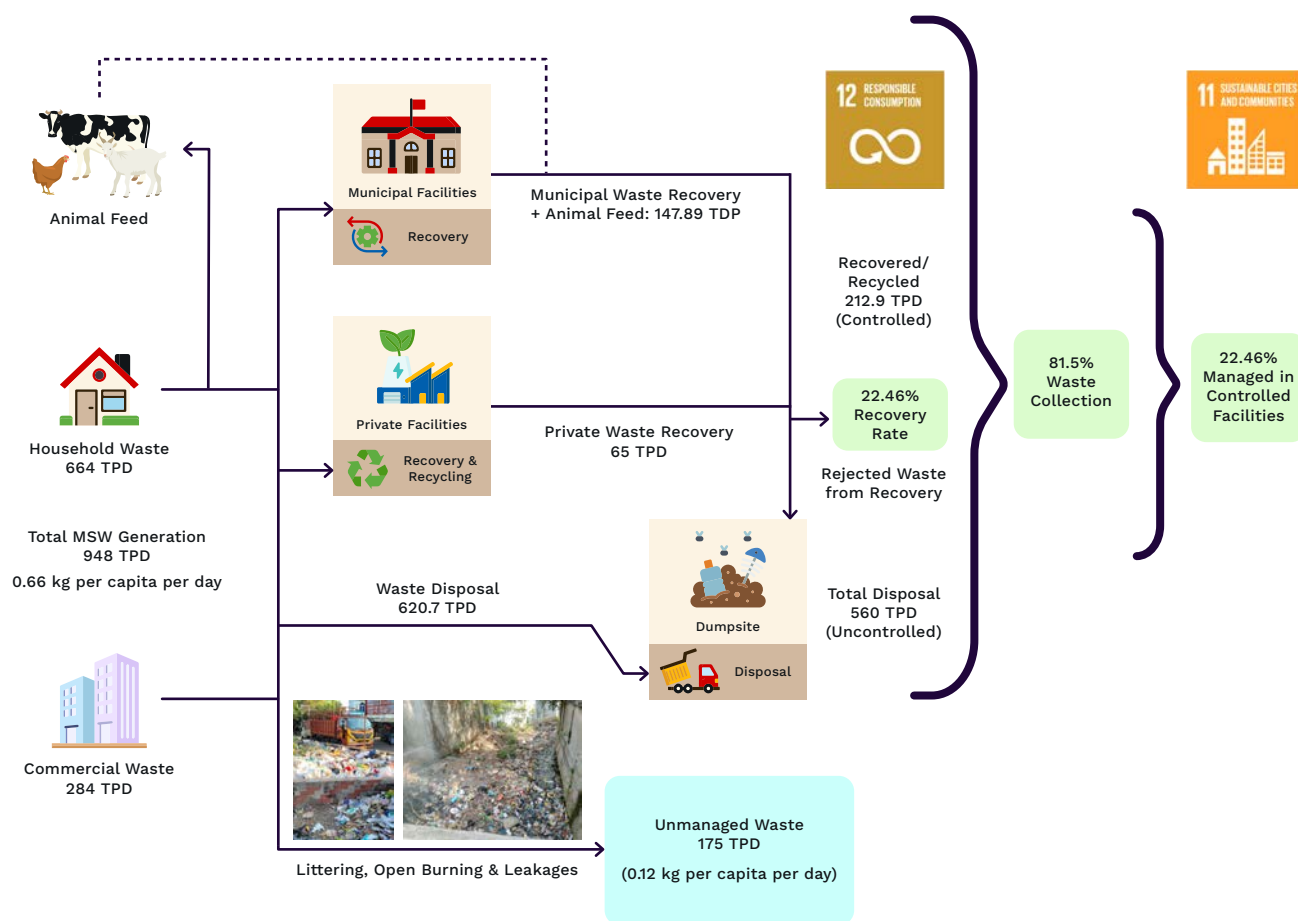 12 RESPONSIBLE
CONSUMPTION
11 SUSTAINABLE CITIES
AND COMMUNITIES
Animal Feed
Municipal Facilities
Recovery
Municipal Waste Recovery
+ Animal Feed: 147.89 TDP
Recovered/
Recycled
212.9 TPD
(Controlled)
Household Waste
664 TPD
Private Facilities
Recovery &
Recycling
Private Waste Recovery
65 TPD
22.46%
Recovery
Rate
81.5%
Waste
Collection
22.46%
Managed in
Controlled
Facilities
Rejected Waste
from Recovery
Total MSW Generation
948 TPD
0.66 kg per capita per day
Waste Disposal
620.7 TPD
Dumpsite
Disposal
Total Disposal
560 TPD
(Uncontrolled)
Commercial Waste
284 TPD
Littering, Open Burning & Leakages
Unmanaged Waste
175 TPD
(0.12 kg per capita per day)